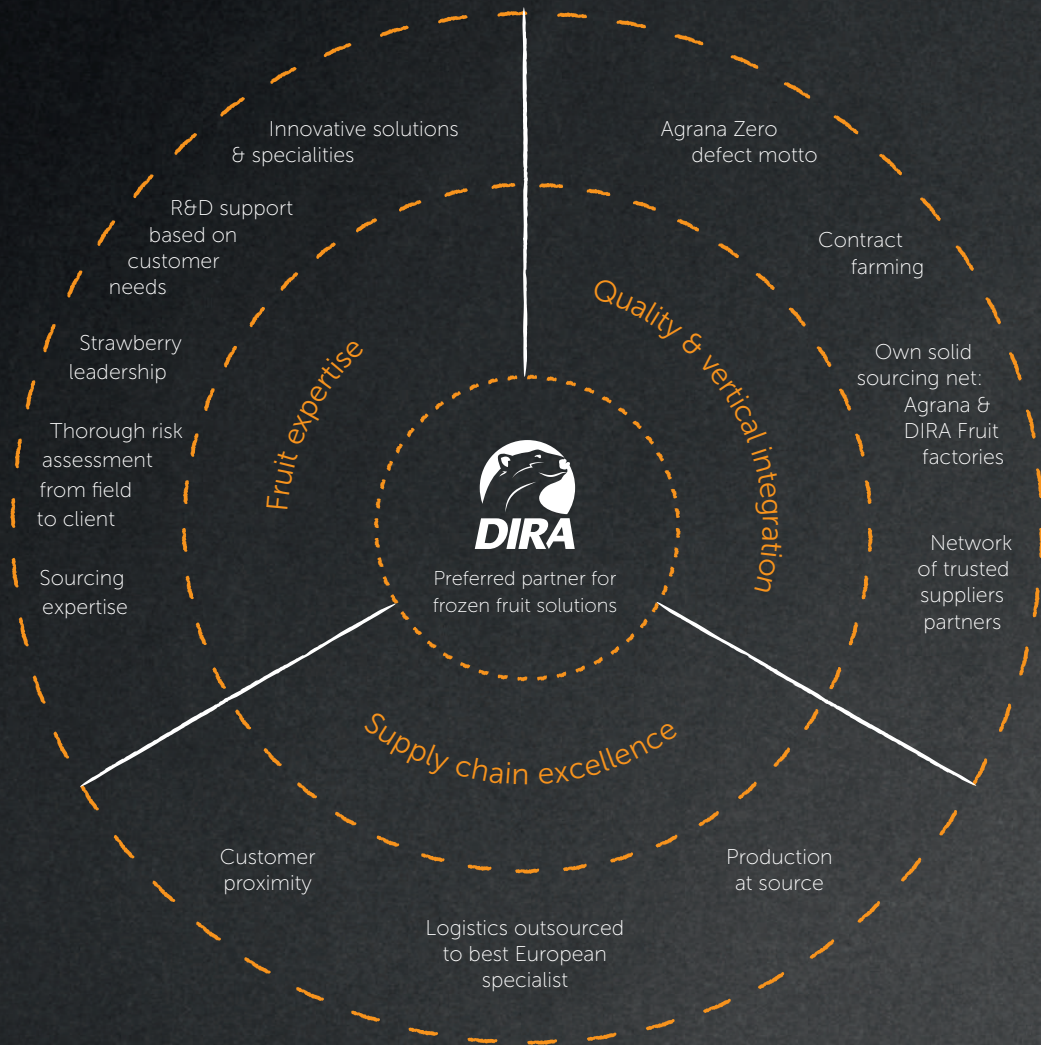 Innovative solutions
& specialities
R&D support
based on
customer
needs
Strawberry
leadership
Thorough risk
assessment
from field
to client
Sourcing
expertise
Fruit expertise
Agrana Zero
defect motto
Contract
farming
Own solid
sourcing net:
Agrana &
DIRA Fruit
factories
Network
of trusted
suppliers
partners
Quality & vertical integration
DIRA
Preferred partner for
frozen fruit solutions
Supply chain excellence
Customer
proximity
Logistics outsourced
to best European
specialist
Production
at source